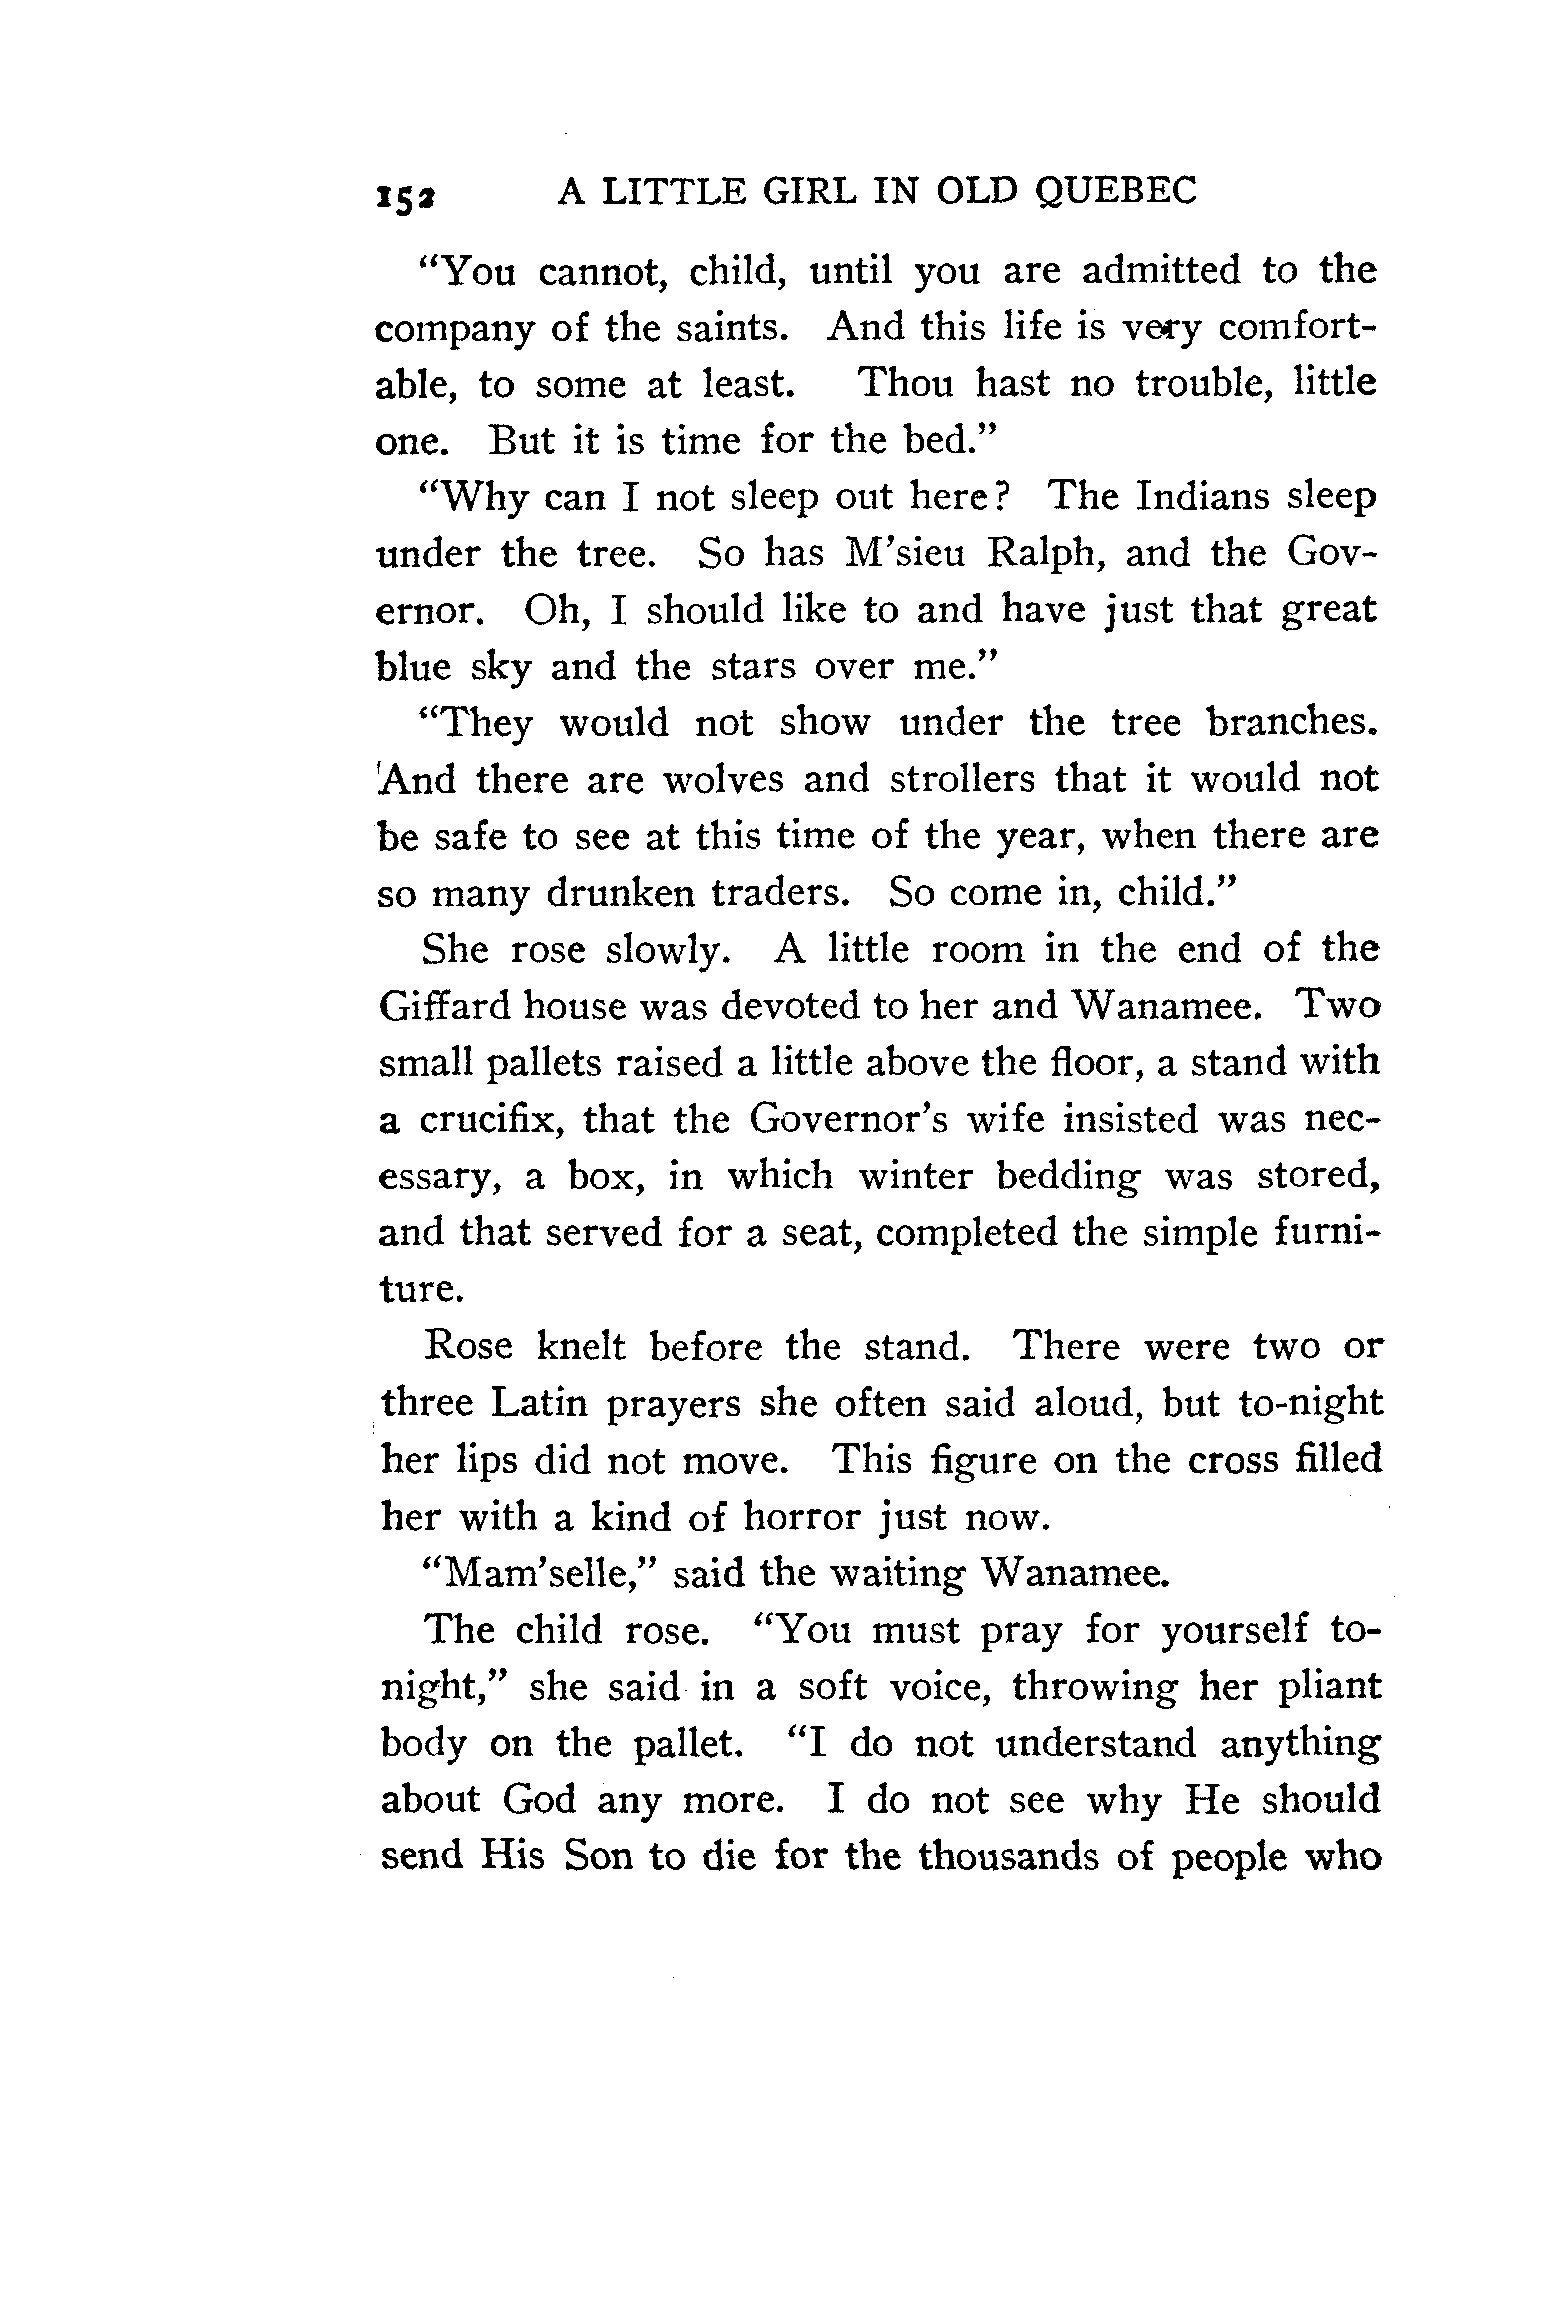 152 A LITTLE GIRL IN OLD QUEBEC
“You cannot, child, until you are admitted to the
company of the saints. And this life is very comfort-
able, to some at least. Thou hast no trouble, little
one. But it is time for the bed.”
“Why can I not sleep out here? The Indians sleep
under the tree. So has M'sieu Ralph, and the Gov-
ernor. Oh, I should like to and have just that great
blue sky and the stars over me.”
“They would not show under the tree branches.
And there are wolves and strollers that it would not
be safe to see at this time of the year, when there are
so many drunken traders. So come in, child.”
She rose slowly. A little room in the end of the
Giffard house was devoted to her and Wanamee. Two
small pallets raised a little above the floor, a stand with
a crucifix, that the Governor's wife insisted was nec-
essary, a box, in which winter bedding was stored,
and that served for a seat, completed the simple furni-
ture.
Rose knelt before the stand. There were two or
three Latin prayers she often said aloud, but to-night
her lips did not move. This figure on the cross filled
her with a kind of horror just now.
“Mam'selle,” said the waiting Wanamee.
The child rose. “You must pray for yourself to-
night,” she said in a soft voice, throwing her pliant
body on the pallet. “I do not understand anything
about God any more. I do not see why He should
send His Son to die for the thousands of people who